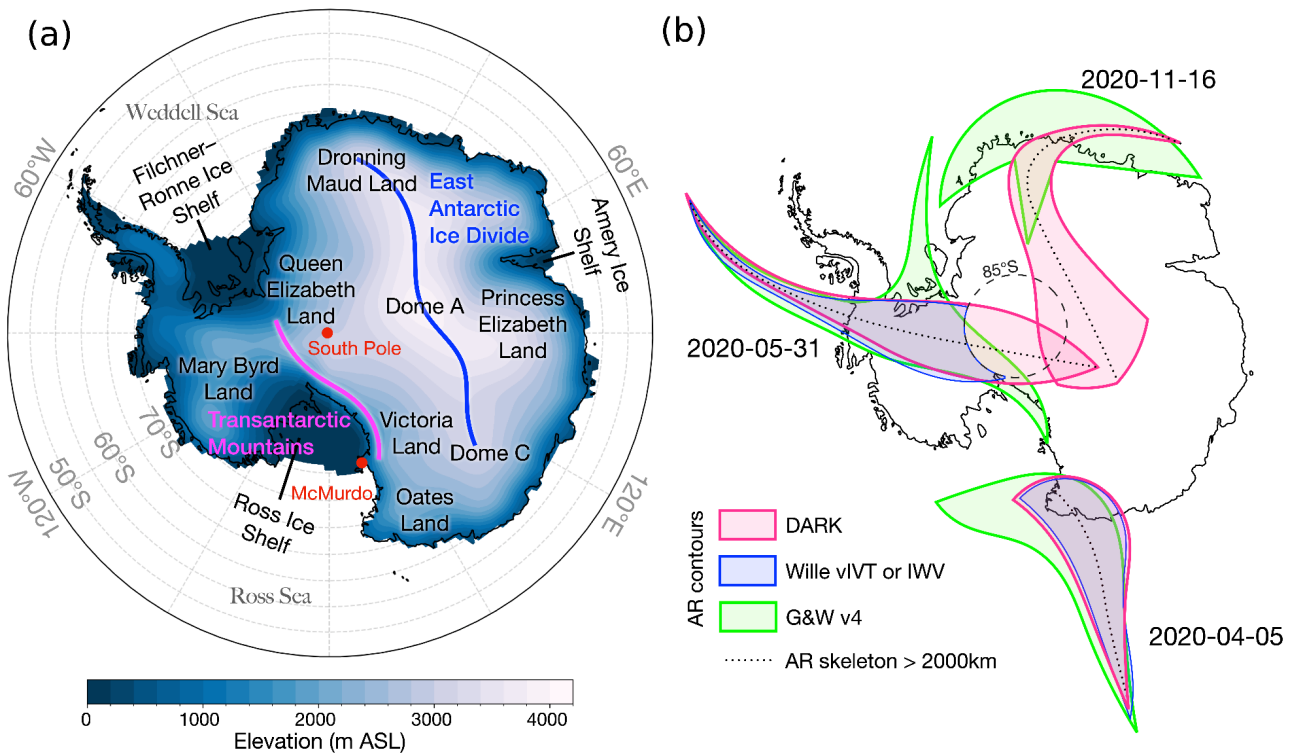 (a)
Weddell Sea
Filchner–
Ronne Ice
Shelf
60°W
Dronning
Maud Land
East
Antarctic
Ice Divide
60°E
Amery Ice
Shelf
Queen
Elizabeth
Land
Dome A
Princess
Elizabeth
Land
South Pole
Mary Byrd
Land
Transantarctic
Mountains
Victoria
Land
Dome C
70°S
60°S
50°S
120°W
McMurdo
Ross Ice
Shelf
Oates
Land
120°E
Ross Sea
0
1000
2000
3000
4000
Elevation (m ASL)
(b)
2020-11-16
85°S
2020-05-31
AR contours
DARK
Wille vIVT or IWV
G&W v4
AR skeleton > 2000km
2020-04-05